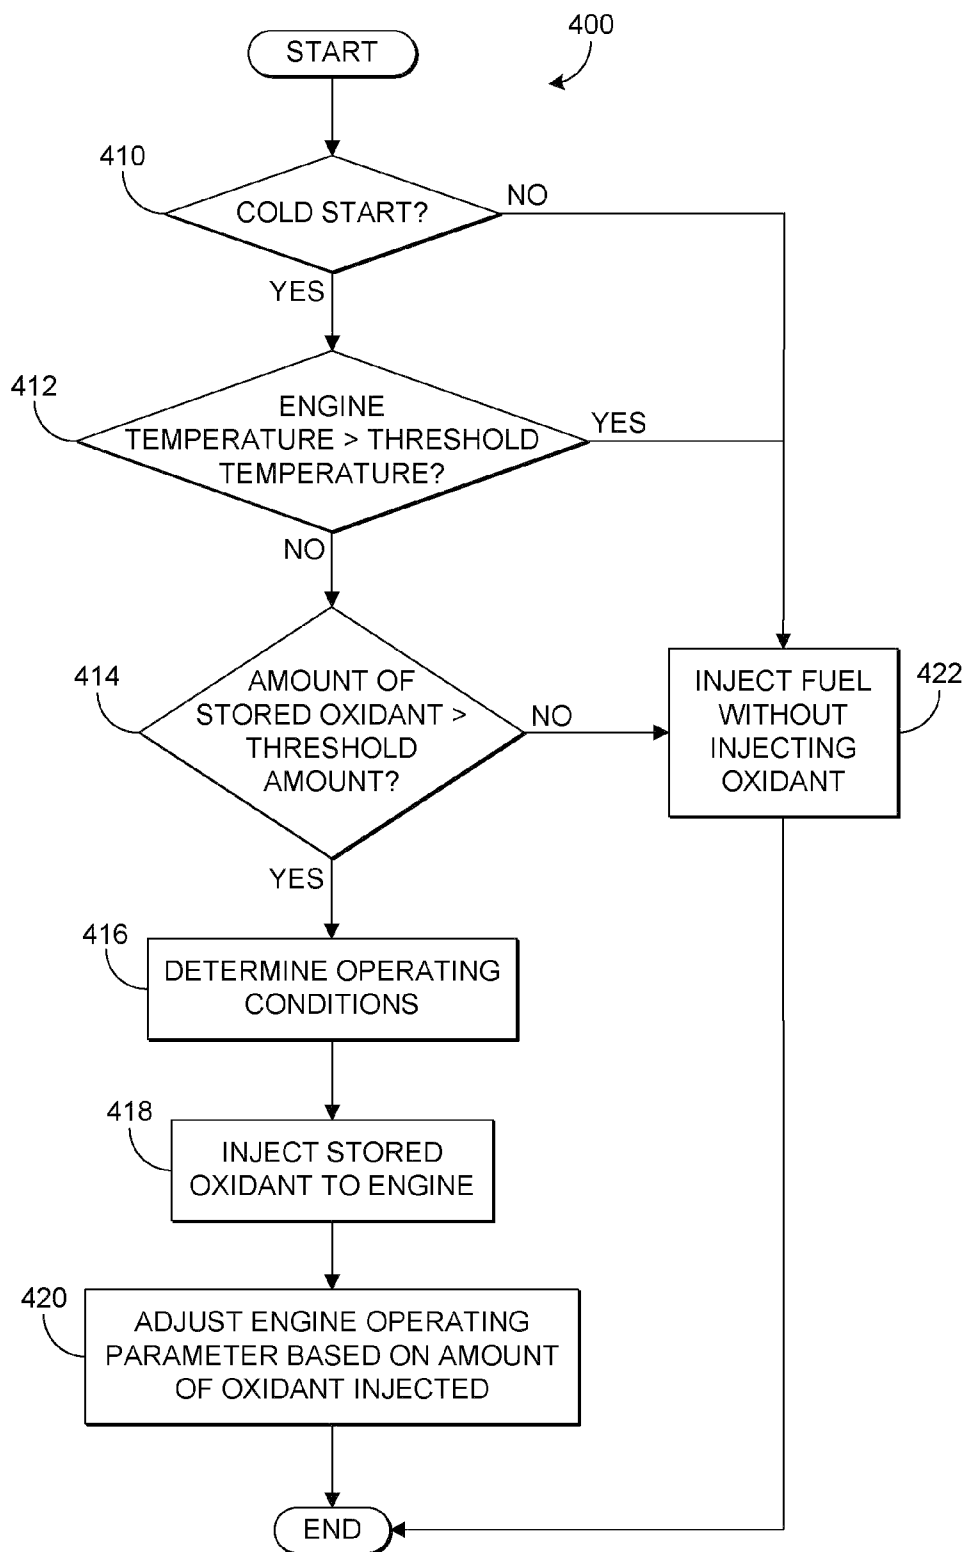 START
400
410
COLD START?
NO
YES
412
ENGINE
TEMPERATURE > THRESHOLD
TEMPERATURE?
YES
NO
414
AMOUNT OF
STORED OXIDANT >
THRESHOLD
AMOUNT?
NO
INJECT FUEL
WITHOUT
INJECTING
OXIDANT
422
YES
416
DETERMINE OPERATING
CONDITIONS
418
INJECT STORED
OXIDANT TO ENGINE
420
ADJUST ENGINE OPERATING
PARAMETER BASED ON AMOUNT
OF OXIDANT INJECTED
END